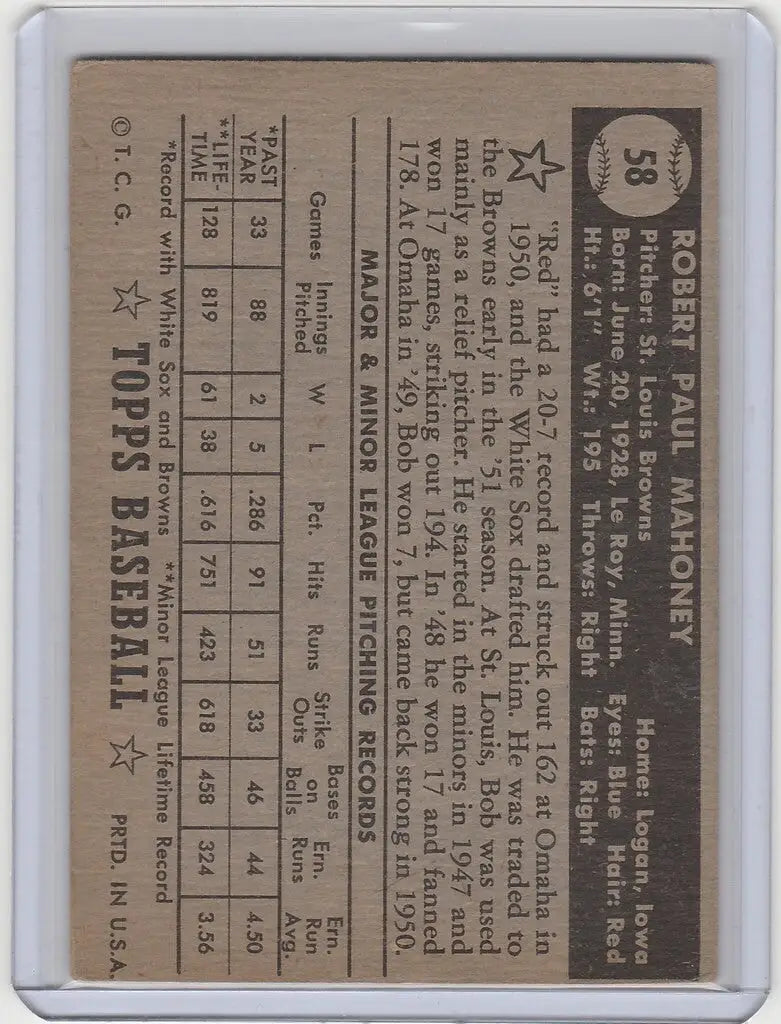 58
ROBERT PAUL MAHONEY
Pitcher: St. Louis Browns Home: Logan, Iowa
Born: June 20, 1928, Le Roy, Minn. Eyes: Blue Hair: Red
Ht.: 6'1" Wt.: 195 Throws: Right Bats: Right
"Red" had a 20-7 record and struck out 162 at Omaha in
1950, and the White Sox drafted him. He was traded to
the Browns early in the '51 season. At St. Louis, Bob was used
mainly as a relief pitcher. He started in the minors in 1947 and
won 17 games, striking out 194. In '48 he won 17 and fanned
178. At Omaha in '49, Bob won 7, but came back strong in 1950.
MAJOR & MINOR LEAGUE PITCHING RECORDS
Games Innings Pitched W L Pct. Hits Runs Strike Outs Bases on Balls Ern. Runs Ern. Run Avg.
*PAST YEAR 33 88 2 5 .286 91 51 33 46 44 4.50
**LIFE-TIME 128 819 61 38 .616 751 423 618 458 324 3.56
*Record with White Sox and Browns **Minor League Lifetime Record
© T. C. G. TOPPS BASEBALL PRTD. IN U.S.A.